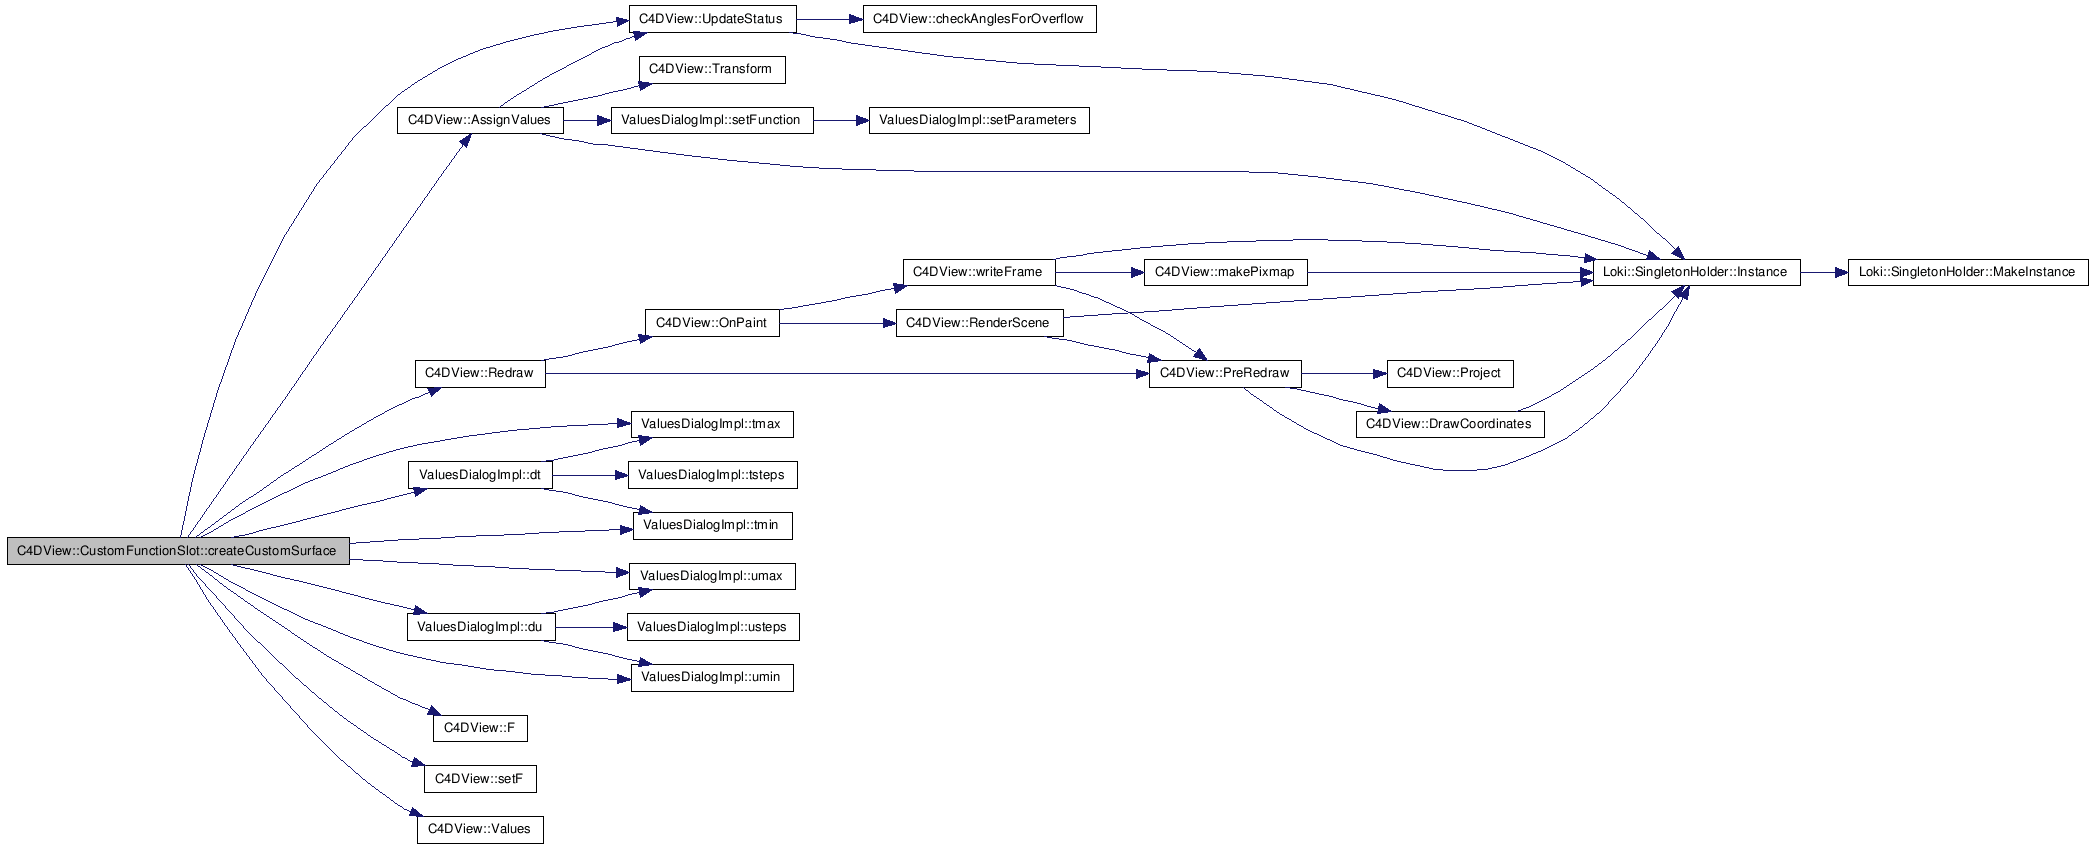 C4DView::UpdateStatus
C4DView::checkAnglesForOverflow
C4DView::Transform
C4DView::AssignValues
ValuesDialogImpl::setFunction
ValuesDialogImpl::setParameters
C4DView::writeFrame
C4DView::makePixmap
Loki::SingletonHolder::Instance
Loki::SingletonHolder::MakeInstance
C4DView::OnPaint
C4DView::RenderScene
C4DView::Redraw
C4DView::PreRedraw
C4DView::Project
ValuesDialogImpl::tmax
C4DView::DrawCoordinates
ValuesDialogImpl::dt
ValuesDialogImpl::tsteps
ValuesDialogImpl::tmin
C4DView::CustomFunctionSlot::createCustomSurface
ValuesDialogImpl::umax
ValuesDialogImpl::du
ValuesDialogImpl::usteps
ValuesDialogImpl::umin
C4DView::F
C4DView::setF
C4DView::Values